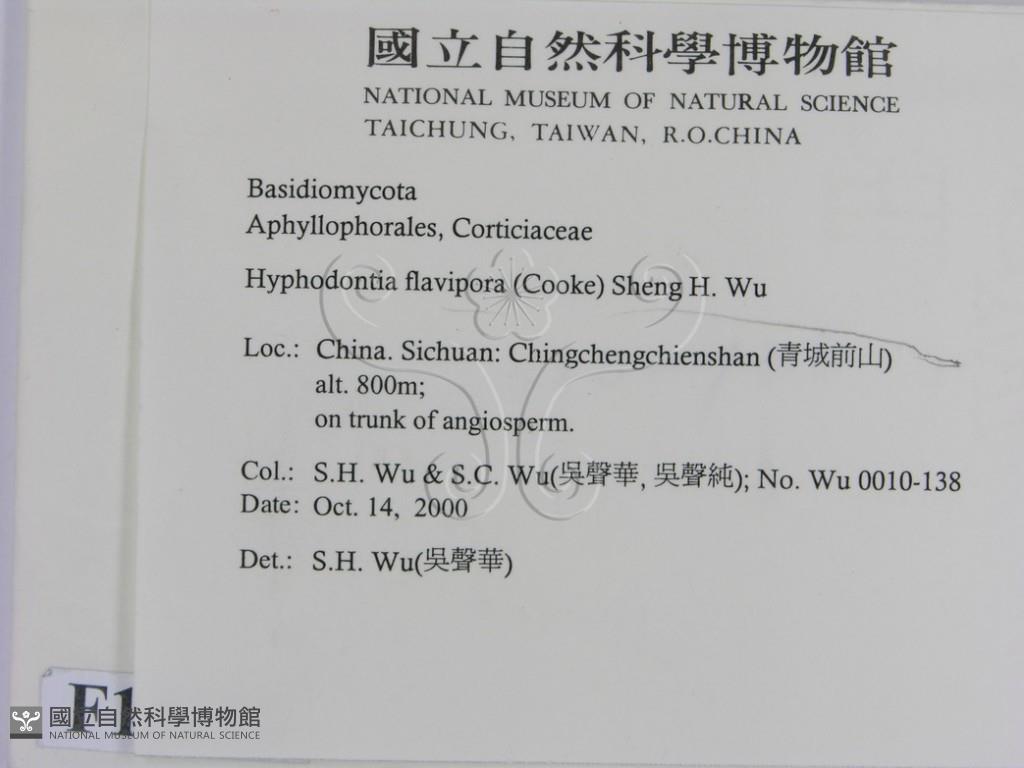 國立自然科學博物館
NATIONAL MUSEUM OF NATURAL SCIENCE
TAICHUNG, TAIWAN, R.O.CHINA
Basidiomycota
Aphyllophorales, Corticiaceae
Hyphodontia flavipora (Cooke) Sheng H. Wu
Loc.: China. Sichuan: Chingchengchienshan (青城前山)
alt. 800m;
on trunk of angiosperm.
Col.: S.H. Wu & S.C. Wu(吳聲華, 吳聲純); No. Wu 0010-138
Date: Oct. 14, 2000
Det.: S.H. Wu(吳聲華)
F1
國立自然科學博物館
NATIONAL MUSEUM OF NATURAL SCIENCE